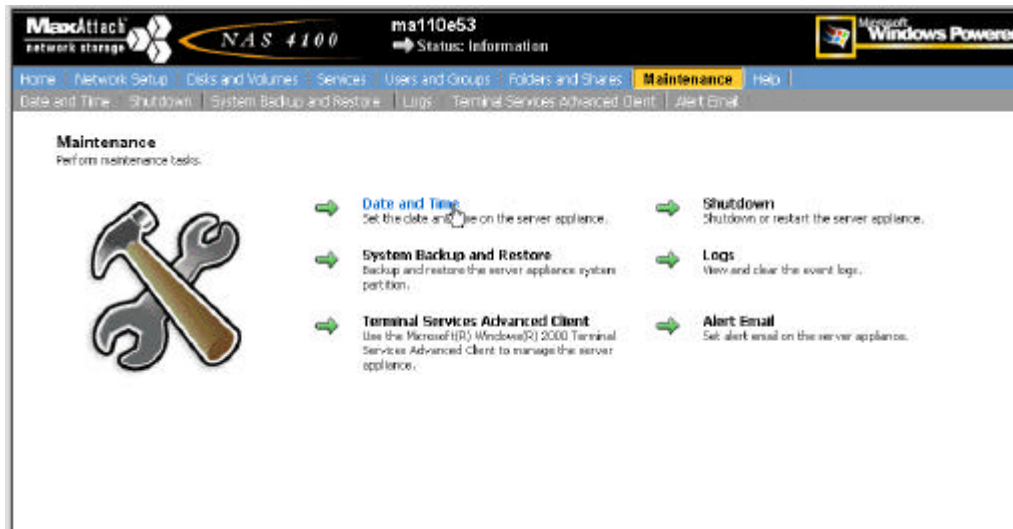 MaxAttach
network storage
NAS 4100
ma110e53
Status: Information
Microsoft
Windows Powere
Home Network Setup Disks and Volumes Services Users and Groups Folders and Shares Maintenance Help
Date and Time Shutdown System Backup and Restore Logs Terminal Services Advanced Client Alert Email
Maintenance
Perform maintenance tasks.
Date and Time
Set the date and on the server appliance.
System Backup and Restore
Backup and restore the server appliance system
partition.
Terminal Services Advanced Client
Use the Microsoft(R) Windows(R) 2000 Terminal
Services Advanced Client to manage the server
appliance.
Shutdown
Shutdown or restart the server appliance.
Logs
View and clear the event logs.
Alert Email
Set alert email on the server appliance.